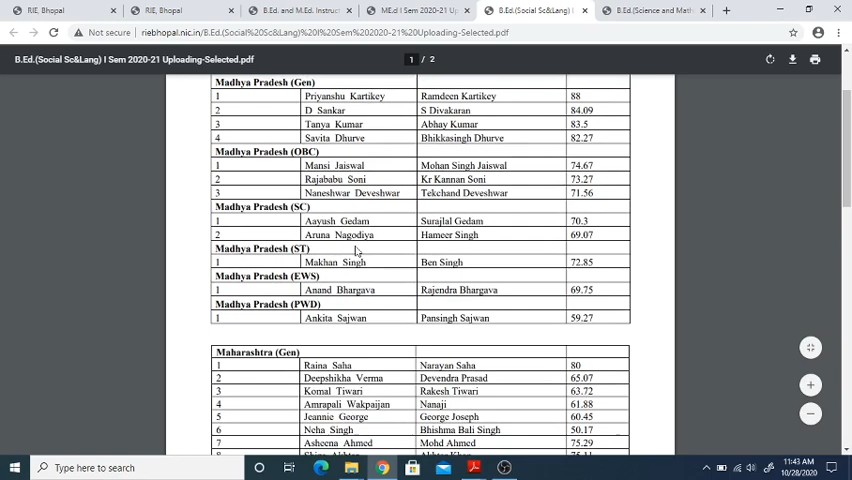 RIE, Bhopal
RIE, Bhopal
B.Ed. and M.Ed. Instruct
ME.d I Sem 2020-21 Uploading
B.Ed.(Social Sc&Lang) I
B.Ed.(Science and Math
Not secure riebhopal.nic.in/B.Ed.(Social%20Sc&Lang)%20I%20Sem%202020-21%20Uploading-Selected.pdf
B.Ed.(Social Sc&Lang) I Sem 2020-21 Uploading-Selected.pdf 1 / 2
Madhya Pradesh (Gen)
1 Priyanshu Kartikey Ramdeen Kartikey 88
2 D Sankar S Divakaran 84.09
3 Tanya Kumar Abhay Kumar 83.5
4 Savita Dhurve Bhikkasingh Dhurve 82.27
Madhya Pradesh (OBC)
1 Mansi Jaiswal Mohan Singh Jaiswal 74.67
2 Rajababu Soni Kr Kannan Soni 73.27
3 Naneshwar Deveshwar Tekchand Deveshwar 71.56
Madhya Pradesh (SC)
1 Aayush Gedam Surajlal Gedam 70.3
2 Aruna Nagodiya Hameer Singh 69.07
Madhya Pradesh (ST)
1 Makhan Singh Ben Singh 72.85
Madhya Pradesh (EWS)
1 Anand Bhargava Rajendra Bhargava 69.75
Madhya Pradesh (PWD)
1 Ankita Sajwan Pansingh Sajwan 59.27
Maharashtra (Gen)
1 Raina Saha Narayan Saha 80
2 Deepshikha Verma Devendra Prasad 65.07
3 Komal Tiwari Rakesh Tiwari 63.72
4 Amrapali Wakpaijan Nanaji 61.88
5 Jeannie George George Joseph 60.45
6 Neha Singh Bhishma Bali Singh 50.17
7 Asheena Ahmed Mohd Ahmed 75.29
Type here to search
11:43 AM
10/28/2020